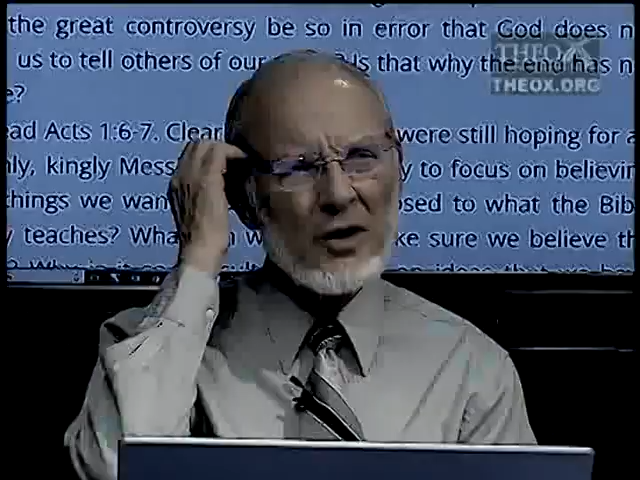 the great controversy be so in error that God does n
us to tell others of our ? Is that why the end has n
e?
ead Acts 1:6-7. Clear were still hoping for a
nly, kingly Mess y to focus on believin
things we wan osed to what the Bib
y teaches? Wha w ke sure we believe th
THEOX
THEOX.ORG